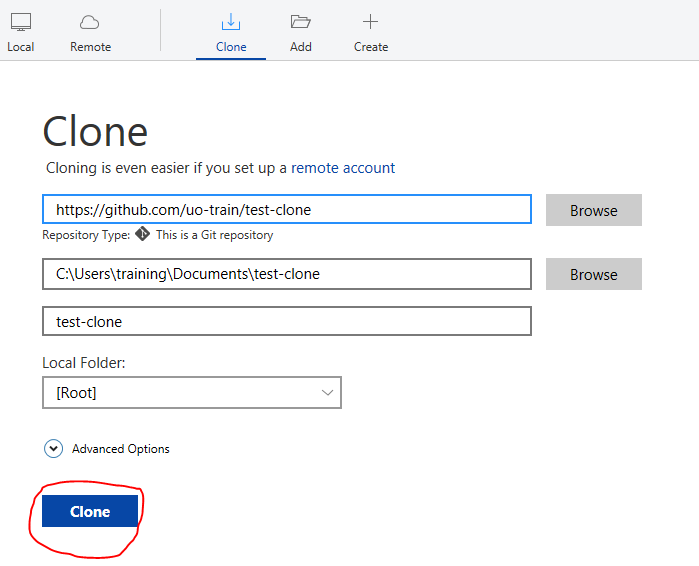 Local Remote Clone Add Create
Clone
Cloning is even easier if you set up a remote account
https://github.com/uo-train/test-clone Browse
Repository Type: This is a Git repository
C:\Users\training\Documents\test-clone Browse
test-clone
Local Folder:
[Root]
Advanced Options
Clone